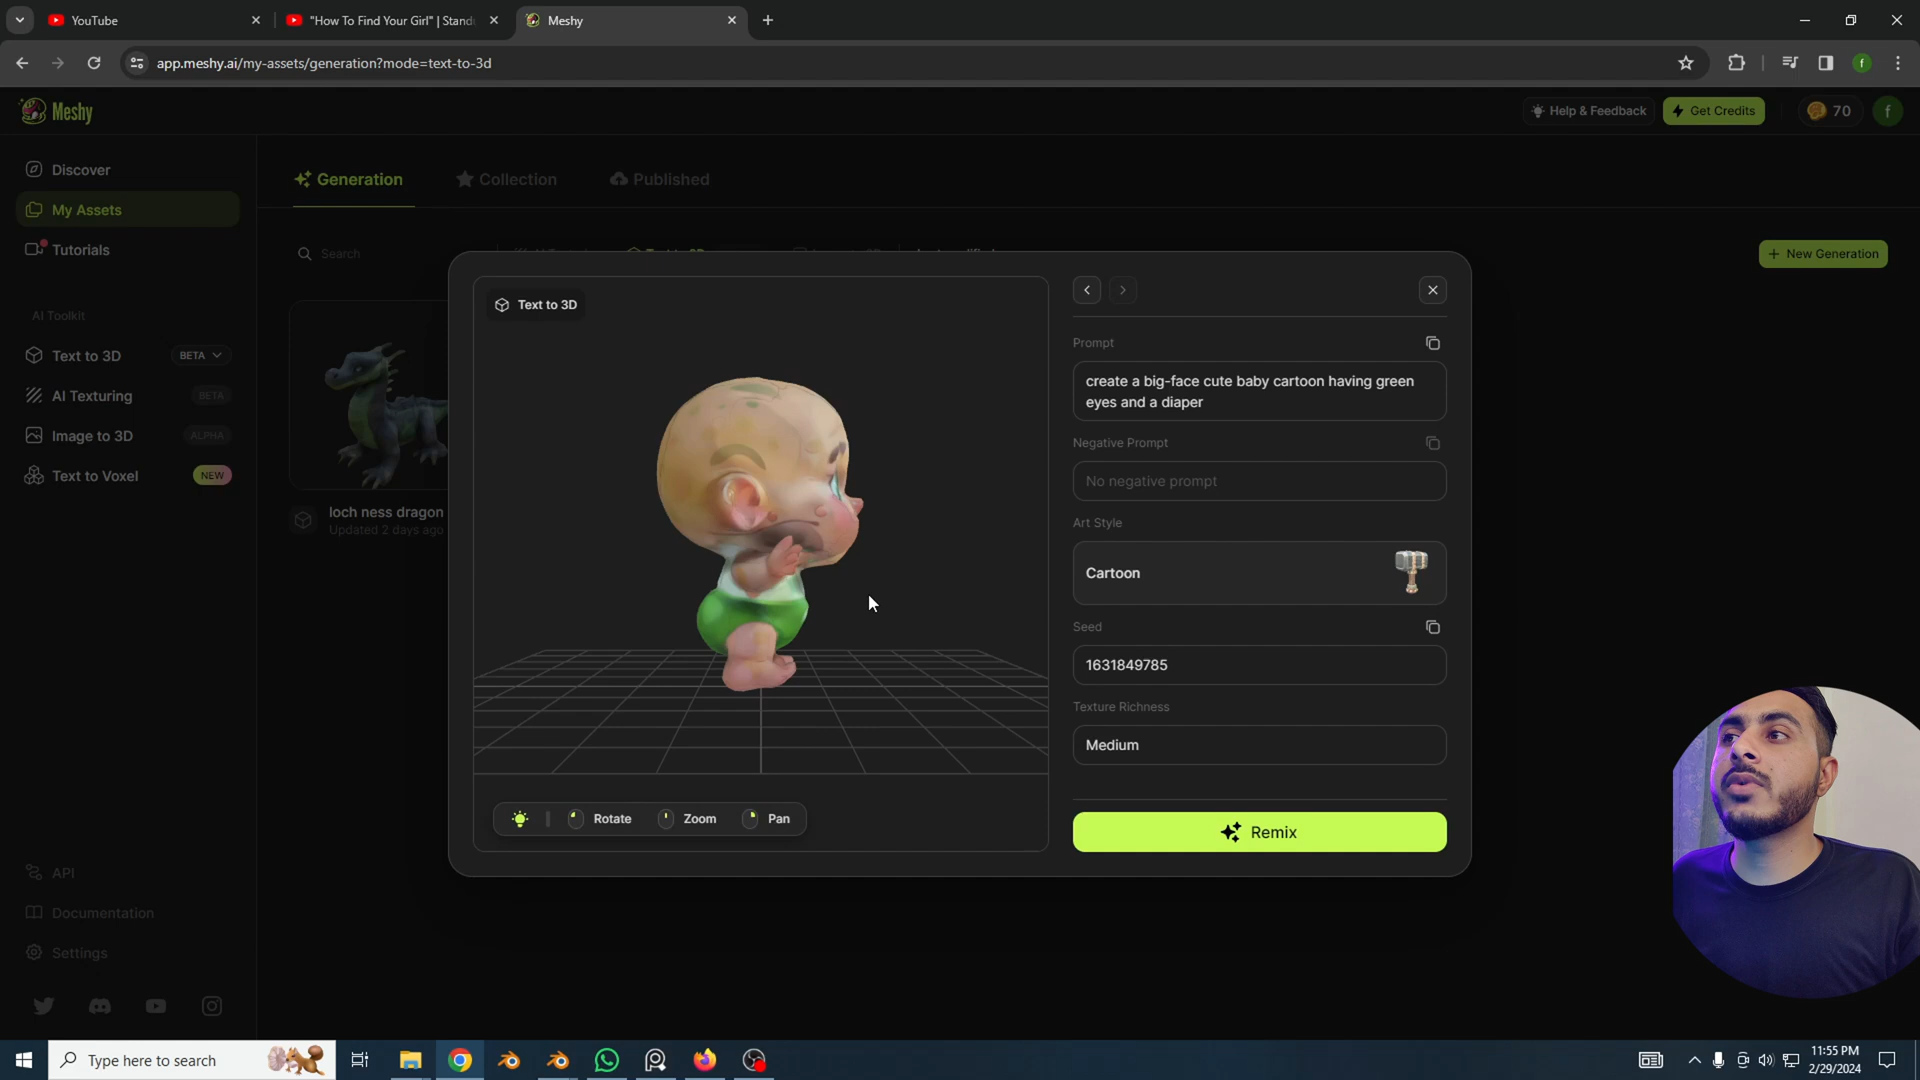 YouTube
"How To Find Your Girl" | Stand
Meshy
app.meshy.ai/my-assets/generation?mode=text-to-3d
f
Meshy
Help & Feedback
Get Credits
70
f
Discover
My Assets
Tutorials
AI Toolkit
Text to 3D
BETA
AI Texturing
BETA
Image to 3D
ALPHA
Text to Voxel
NEW
API
Documentation
Settings
Generation
Collection
Published
Search
New Generation
loch ness dragon
Updated 2 days ago
Text to 3D
Rotate
Zoom
Pan
Prompt
create a big-face cute baby cartoon having green
eyes and a diaper
Negative Prompt
No negative prompt
Art Style
Cartoon
Seed
1631849785
Texture Richness
Medium
Remix
Type here to search
11:55 PM
2/29/2024